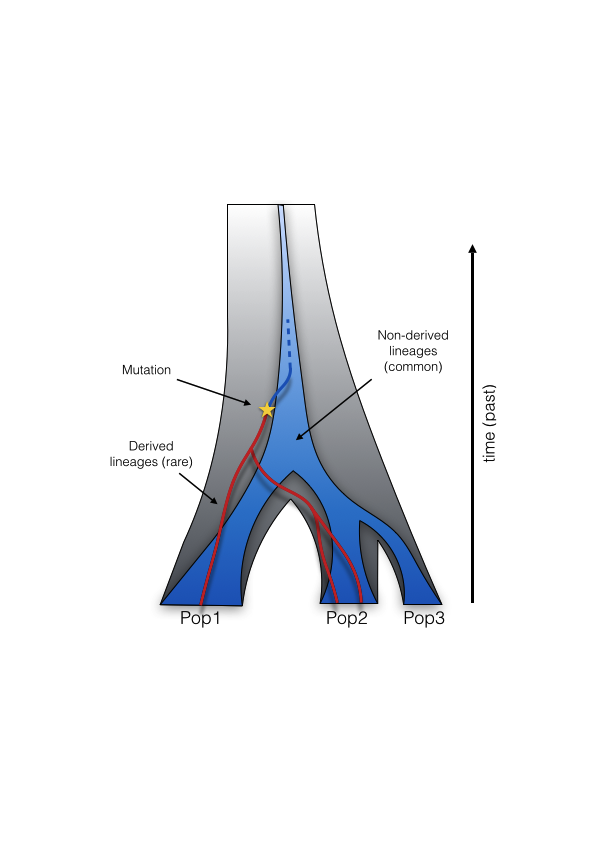 Non-derived
lineages
(common)
Mutation
Derived
lineages (rare)
time (past)
Pop1
Pop2
Pop3